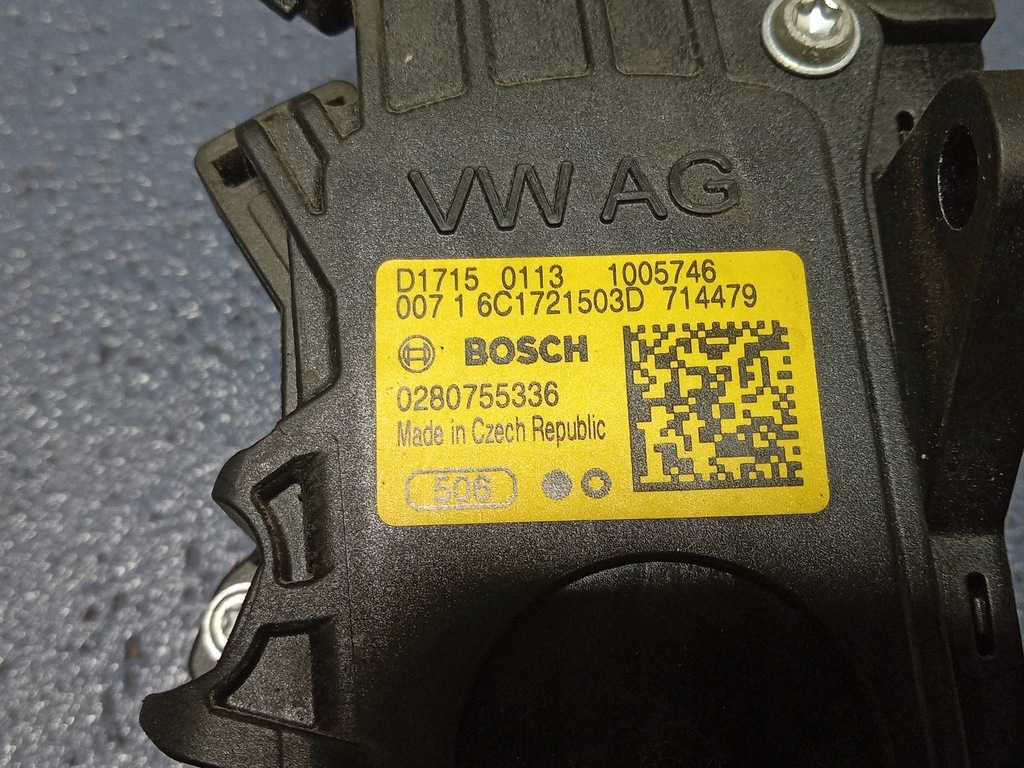 VW AG
D1715 0113 1005746
007 1 6C1721503D 714479
BOSCH
0280755336
Made in Czech Republic
506